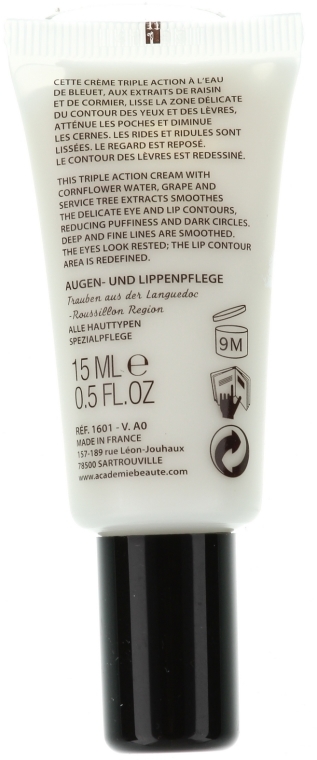 CETTE CRÈME TRIPLE ACTION À L'EAU
DE BLEUET, AUX EXTRAITS DE RAISIN
ET DE CORMIER, LISSE LA ZONE DÉLICATE
DU CONTOUR DES YEUX ET DES LÈVRES,
ATTÉNUE LES POCHES ET DIMINUE
LES CERNES. LES RIDES ET RIDULES SONT
LISSÉES. LE REGARD EST REPOSÉ.
LE CONTOUR DES LÈVRES EST REDESSINÉ.
THIS TRIPLE ACTION CREAM WITH
CORNFLOWER WATER, GRAPE AND
SERVICE TREE EXTRACTS SMOOTHES
THE DELICATE EYE AND LIP CONTOURS,
REDUCING PUFFINESS AND DARK CIRCLES.
DEEP AND FINE LINES ARE SMOOTHED.
THE EYES LOOK RESTED; THE LIP CONTOUR
AREA IS REDEFINED.
AUGEN- UND LIPPENPFLEGE
Trauben aus der Languedoc
-Roussillon Region
ALLE HAUTTYPEN
SPEZIALPFLEGE
9M
15 ML e
0.5 FL.OZ
RÉF. 1601 - V. A0
MADE IN FRANCE
157-189 rue Léon-Jouhaux
78500 SARTROUVILLE
www.academiebeaute.com